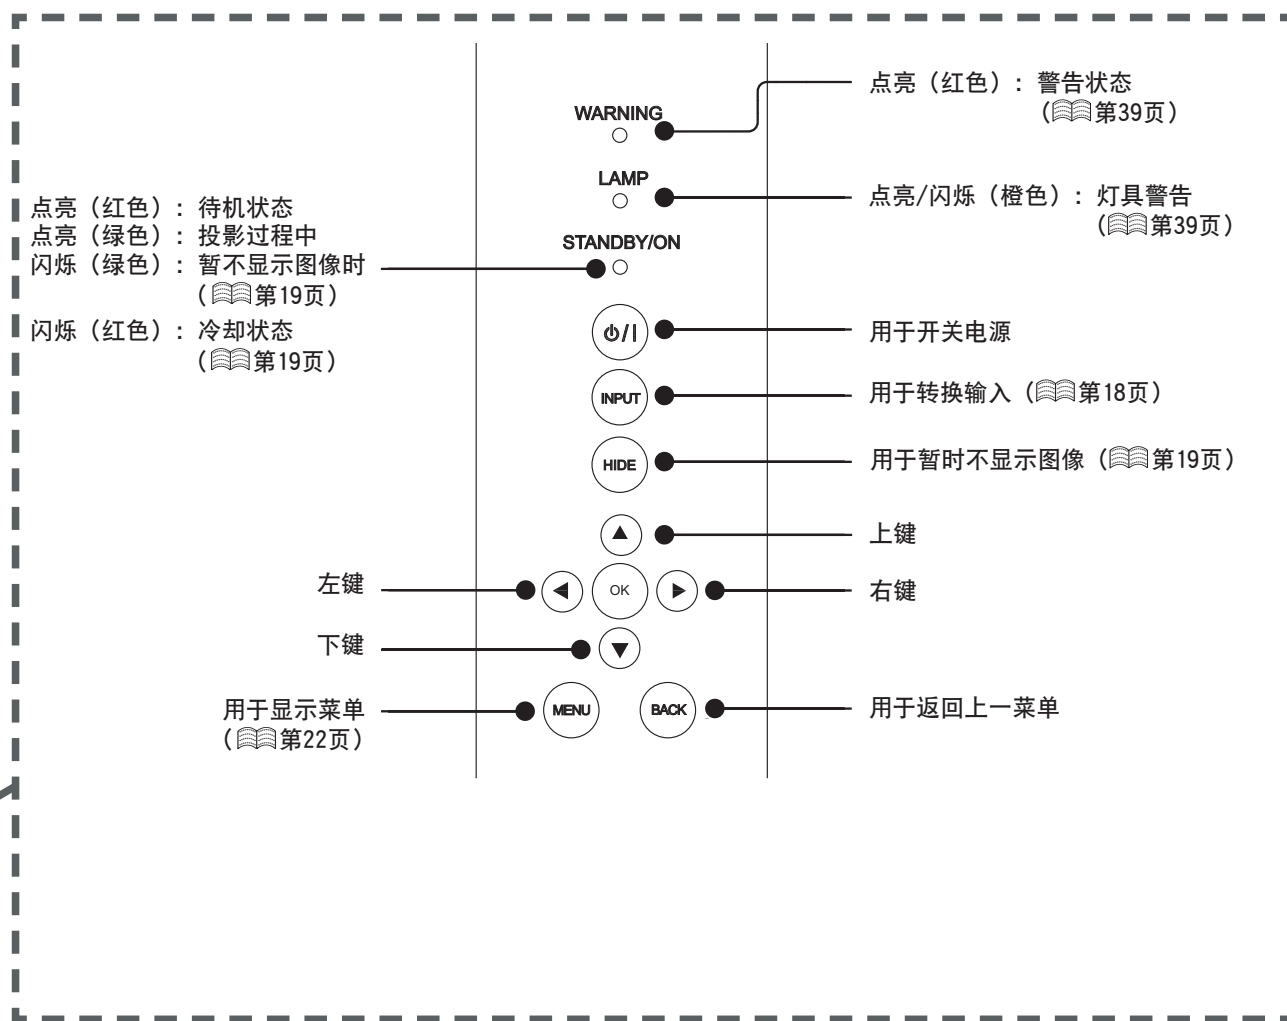 WARNING
点亮（红色）：警告状态
（第39页）
LAMP
点亮/闪烁（橙色）：灯具警告
（第39页）
点亮（红色）：待机状态
点亮（绿色）：投影过程中
闪烁（绿色）：暂不显示图像时
（第19页）
闪烁（红色）：冷却状态
（第19页）
STANDBY/ON
⏻/|
用于开关电源
INPUT
用于转换输入（第18页）
HIDE
用于暂时不显示图像（第19页）
上键
左键
OK
右键
下键
用于显示菜单
（第22页）
MENU
BACK
用于返回上一菜单